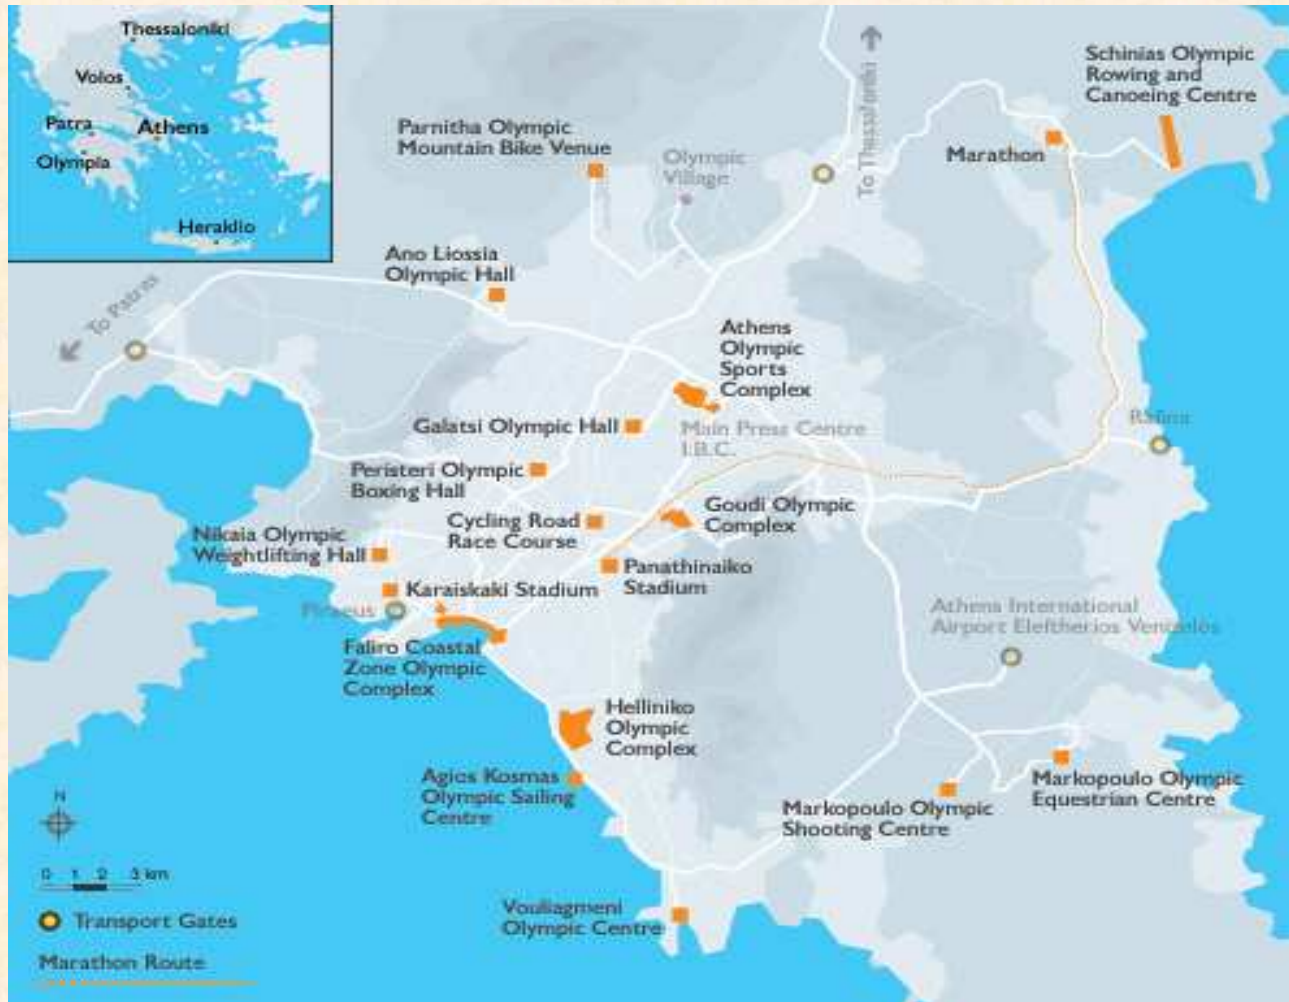 Thessaloniki
Volos
Patra
Athens
Olympia
Heraklio
To Thessaloniki
Schinias Olympic
Rowing and
Canoeing Centre
Parnitha Olympic
Mountain Bike Venue
Olympic
Village
Marathon
Ano Liossia
Olympic Hall
To Patras
Athens
Olympic
Sports
Complex
Galatsi Olympic Hall
Main Press Centre
I.B.C.
Rafina
Peristeri Olympic
Boxing Hall
Goudi Olympic
Complex
Cycling Road
Race Course
Nikaia Olympic
Weightlifting Hall
Panathinaiko
Stadium
Karaiskaki Stadium
Piraeus
Athens International
Airport Eleftherios Venizelos
Faliro Coastal
Zone Olympic
Complex
Helliniko
Olympic
Complex
Agios Kosmas
Olympic Sailing
Centre
Markopoulo Olympic
Equestrian Centre
Markopoulo Olympic
Shooting Centre
N
0 1 2 3 km
Vouliagmeni
Olympic Centre
Transport Gates
Marathon Route